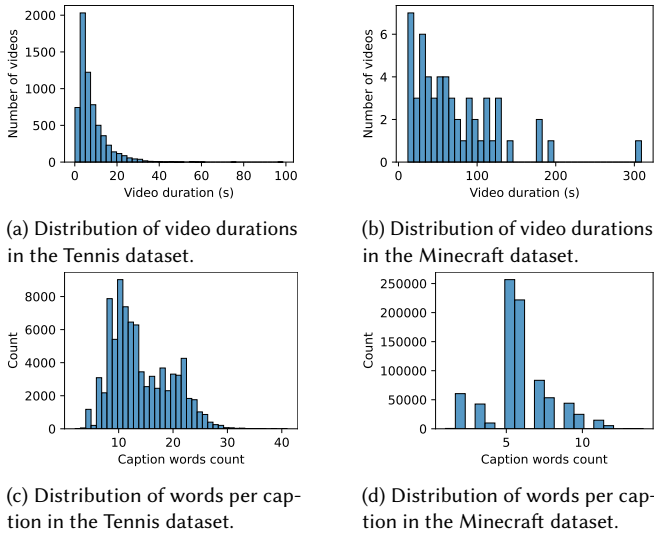 2000
1500
1000
500
0
Number of videos
0 20 40 60 80 100
Video duration (s)
6
4
2
0
Number of videos
0 100 200 300
Video duration (s)
(a) Distribution of video durations
in the Tennis dataset.
(b) Distribution of video durations
in the Minecraft dataset.
8000
6000
4000
2000
0
Count
10 20 30 40
Caption words count
250000
200000
150000
100000
50000
0
Count
5 10
Caption words count
(c) Distribution of words per cap-
tion in the Tennis dataset.
(d) Distribution of words per cap-
tion in the Minecraft dataset.